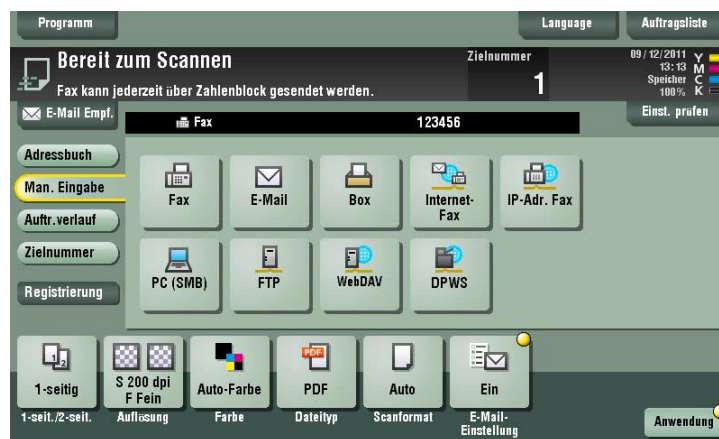 Programm
Language
Auftragsliste
Bereit zum Scannen
Fax kann jederzeit über Zahlenblock gesendet werden.
Zielnummer
1
09/12/2011
13:13
Speicher
100%
Y
M
C
K
E-Mail Empf.
Fax 123456
Einst. prüfen
Adressbuch
Man. Eingabe
Auftr.verlauf
Zielnummer
Registrierung
Fax
E-Mail
Box
Internet-
Fax
IP-Adr. Fax
PC (SMB)
FTP
WebDAV
DPWS
1 2
1-seitig
S 200 dpi
F Fein
Auto-Farbe
PDF
PDF
Auto
Ein
1-seit./2-seit.
Auflösung
Farbe
Dateityp
Scanformat
E-Mail-
Einstellung
Anwendung